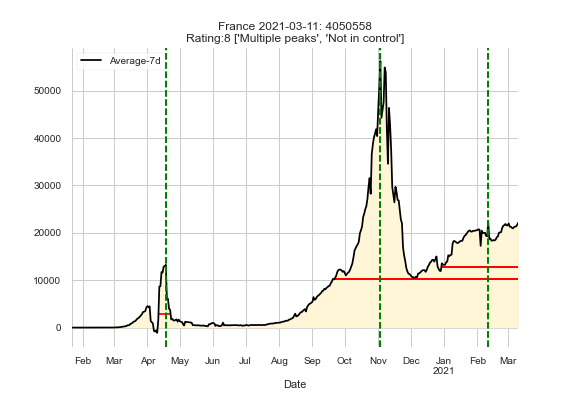 France 2021-03-11: 4050558
Rating:8 ['Multiple peaks', 'Not in control']
Average-7d
50000
40000
30000
20000
10000
0
Feb Mar Apr May Jun Jul Aug Sep Oct Nov Dec Jan Feb Mar
2021
Date